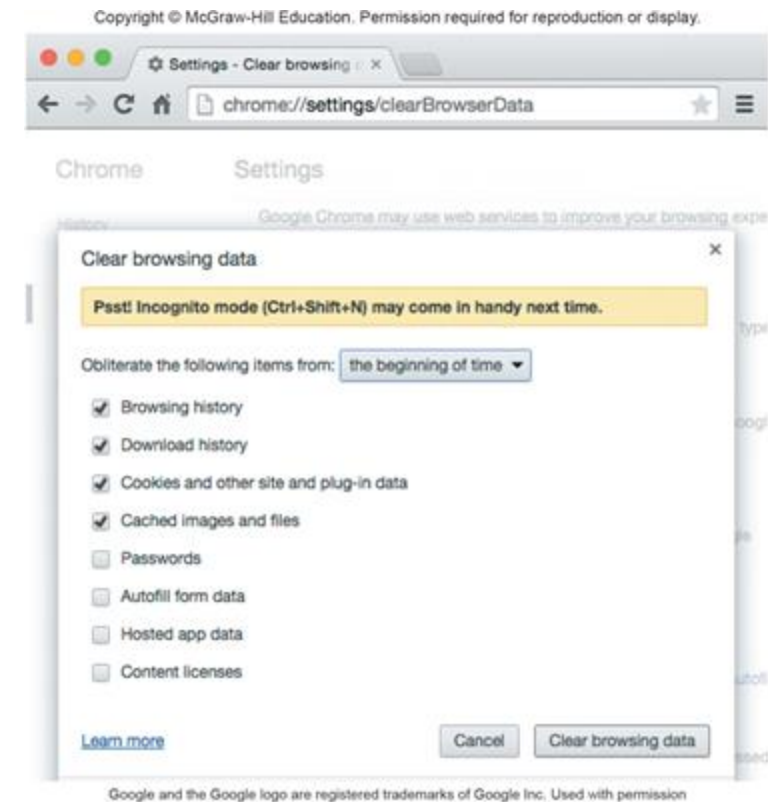 Copyright © McGraw-Hill Education. Permission required for reproduction or display.
Settings - Clear browsing
chrome://settings/clearBrowserData
Chrome
Settings
History
Google Chrome may use web services to improve your browsing expe
Clear browsing data
Psst! Incognito mode (Ctrl+Shift+N) may come in handy next time.
Obliterate the following items from: the beginning of time
Browsing history
Download history
Cookies and other site and plug-in data
Cached images and files
Passwords
Autofill form data
Hosted app data
Content licenses
Learn more
Cancel
Clear browsing data
Google and the Google logo are registered trademarks of Google Inc. Used with permission